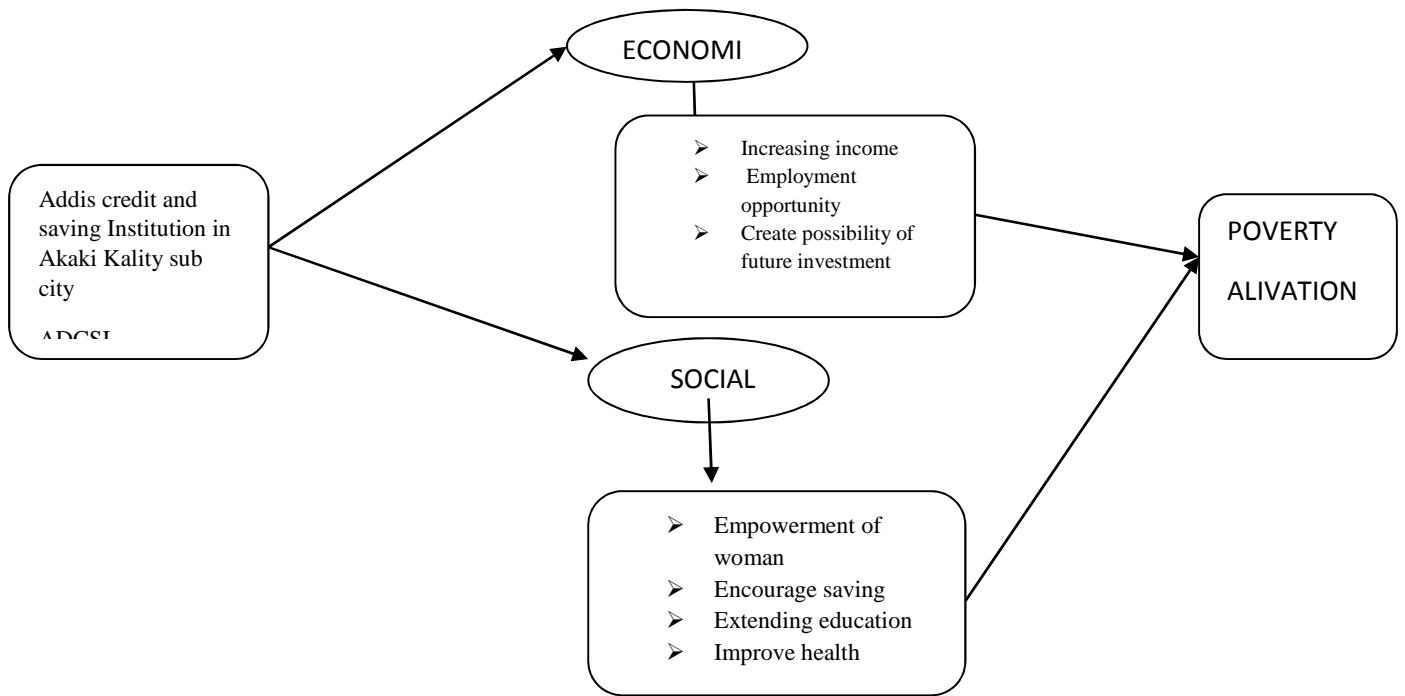 ECONOMI
➢ Increasing income
➢ Employment
opportunity
➢ Create possibility of
future investment
Addis credit and
saving Institution in
Akaki Kality sub
city
ADCSI
POVERTY
ALIVATION
SOCIAL
➢ Empowerment of
woman
➢ Encourage saving
➢ Extending education
➢ Improve health